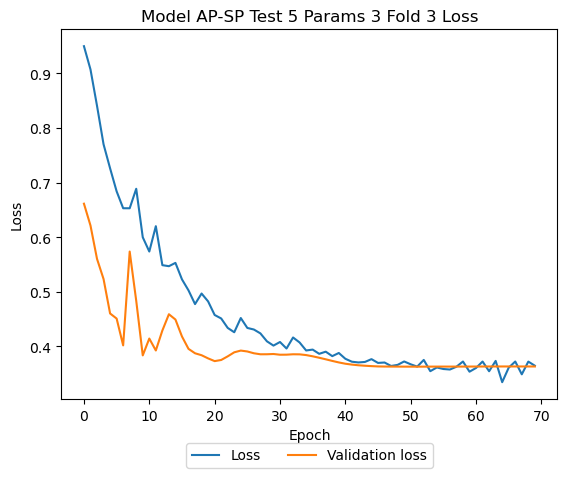 Model AP-SP Test 5 Params 3 Fold 3 Loss
Loss
0.9
0.8
0.7
0.6
0.5
0.4
0 10 20 30 40 50 60 70
Epoch
Loss Validation loss